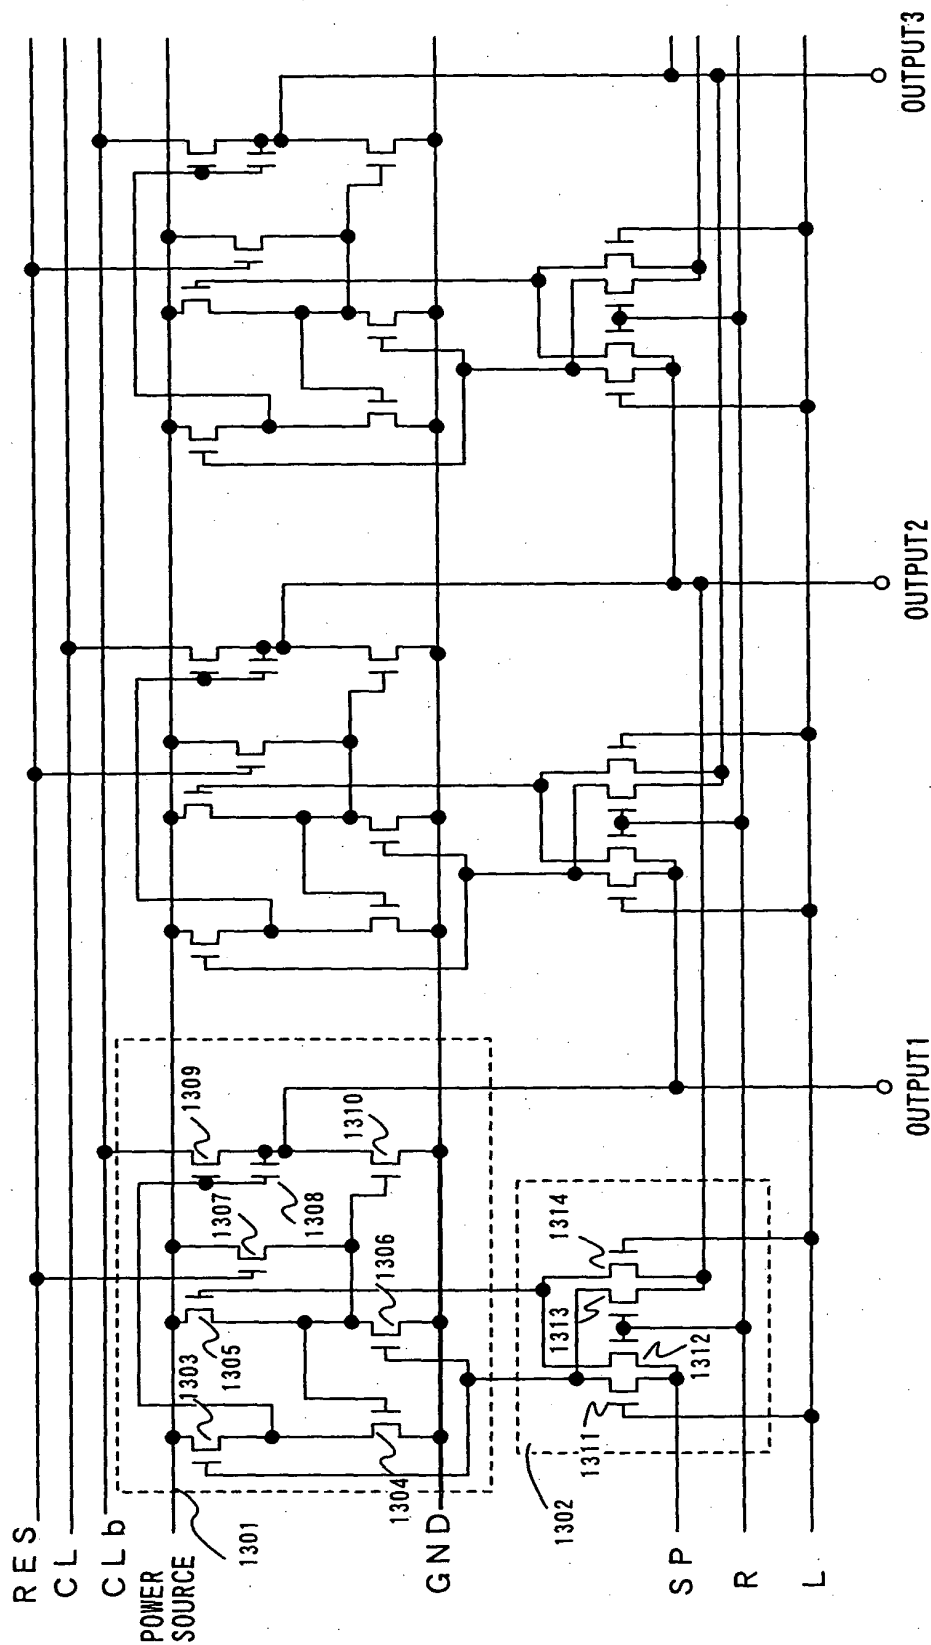 RES
CL
CLb
POWER
SOURCE
1301
1303
1305
1307
1309
1308
1304
1306
1310
GND
1302
1311
1313
1314
1312
SP
R
L
OUTPUT1
OUTPUT2
OUTPUT3